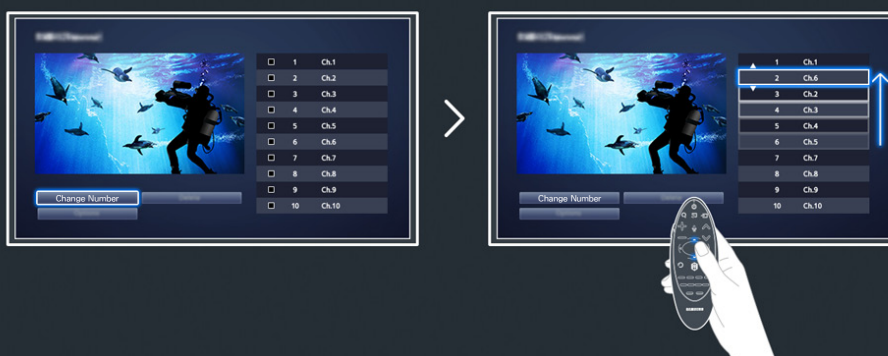 1 Ch.1
2 Ch.2
3 Ch.3
4 Ch.4
5 Ch.5
6 Ch.6
7 Ch.7
8 Ch.8
9 Ch.9
10 Ch.10
Change Number
Delete
Options
1 Ch.1
2 Ch.6
3 Ch.2
4 Ch.3
5 Ch.4
6 Ch.5
7 Ch.7
8 Ch.8
9 Ch.9
10 Ch.10
Change Number
Options